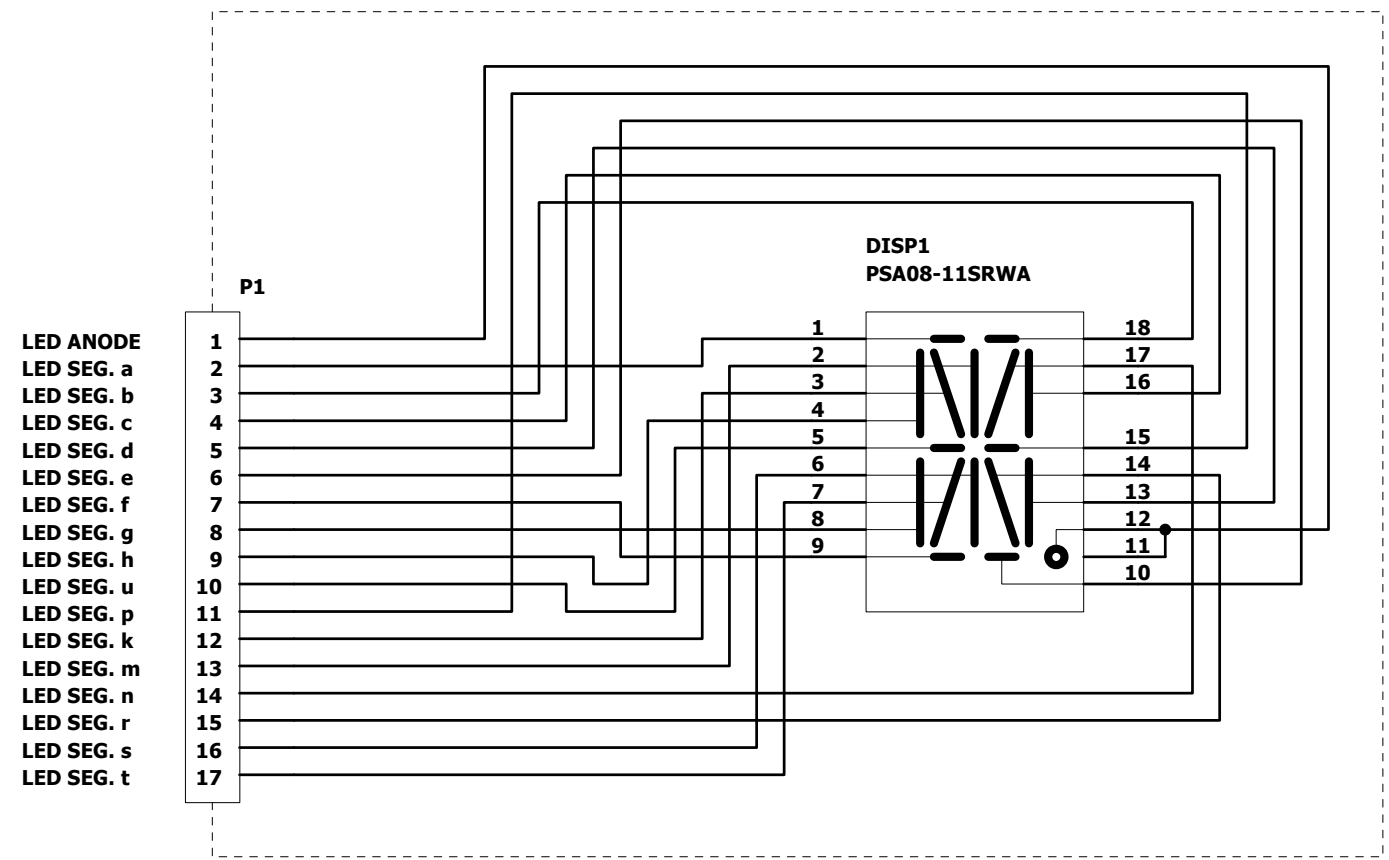 DISP1
PSA08-11SRWA
P1
LED ANODE 1
LED SEG. a 2
LED SEG. b 3
LED SEG. c 4
LED SEG. d 5
LED SEG. e 6
LED SEG. f 7
LED SEG. g 8
LED SEG. h 9
LED SEG. u 10
LED SEG. p 11
LED SEG. k 12
LED SEG. m 13
LED SEG. n 14
LED SEG. r 15
LED SEG. s 16
LED SEG. t 17
1
2
3
4
5
6
7
8
9
18
17
16
15
14
13
12
11
10